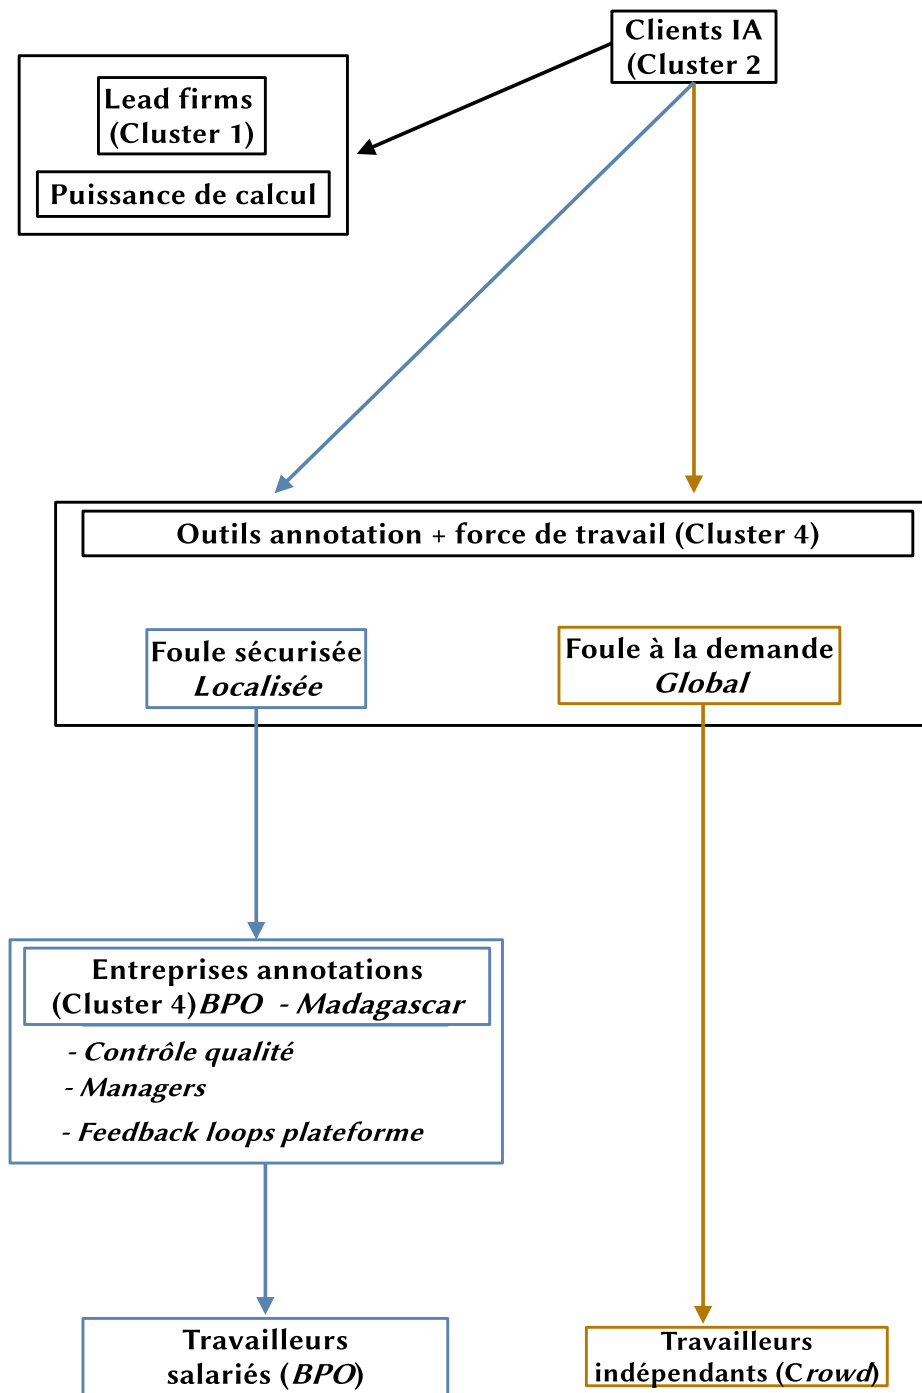 Clients IA
(Cluster 2
Lead firms
(Cluster 1)
Puissance de calcul
Outils annotation + force de travail (Cluster 4)
Foule sécurisée
Localisée
Foule à la demande
Global
Entreprises annotations
(Cluster 4)BPO - Madagascar
- Contrôle qualité
- Managers
- Feedback loops plateforme
Travailleurs
salariés (BPO)
Travailleurs
indépendants (Crowd)